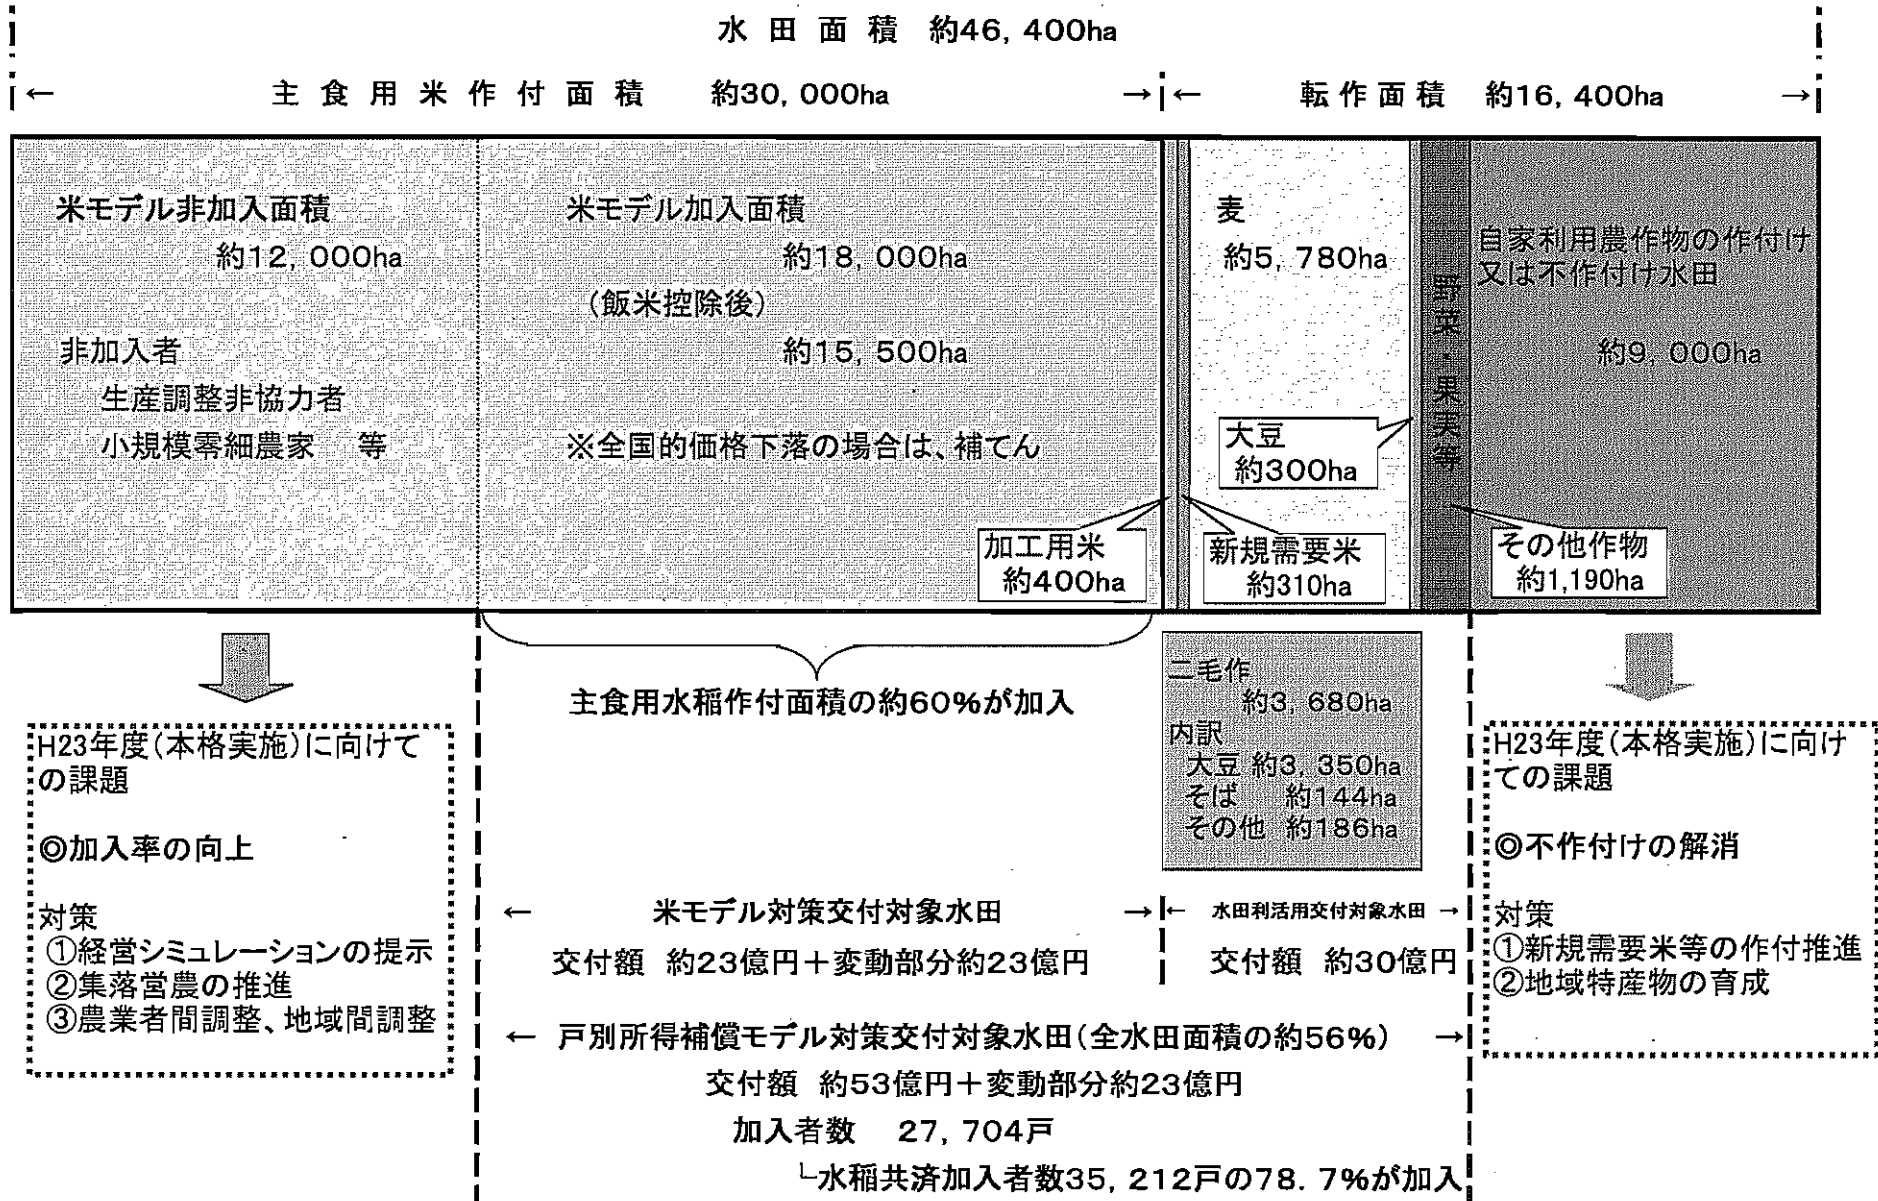 水田面積 約46,400ha
← 主食用米作付面積 約30,000ha →
← 転作面積 約16,400ha →
米モデル非加入面積
約12,000ha
非加入者
生産調整非協力者
小規模零細農家 等
米モデル加入面積
約18,000ha
(飯米控除後)
約15,500ha
※全国的価格下落の場合は、補てん
加工用米
約400ha
麦
約5,780ha
大豆
約300ha
新規需要米
約310ha
野菜・果実等
その他作物
約1,190ha
自家利用農作物の作付け
又は不作付け水田
約9,000ha
主食用水稲作付面積の約60%が加入
二毛作
約3,680ha
内訳
大豆 約3,350ha
そば 約144ha
その他 約186ha
H23年度(本格実施)に向けて
の課題
◎加入率の向上
対策
①経営シミュレーションの提示
②集落営農の推進
③農業者間調整、地域間調整
← 米モデル対策交付対象水田 →
交付額 約23億円+変動部分約23億円
← 水田利活用交付対象水田 →
交付額 約30億円
← 戸別所得補償モデル対策交付対象水田(全水田面積の約56%) →
交付額 約53億円+変動部分約23億円
加入者数 27,704戸
└水稲共済加入者数35,212戸の78.7%が加入
H23年度(本格実施)に向け
ての課題
◎不作付けの解消
対策
①新規需要米等の作付推進
②地域特産物の育成